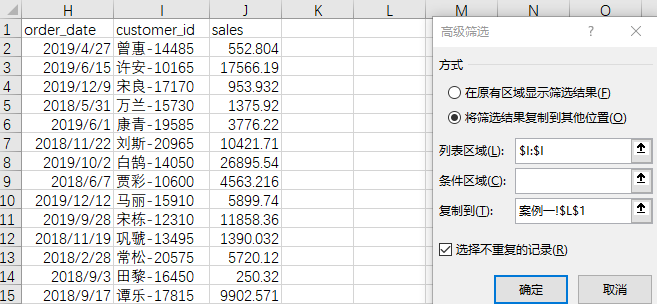 H I J K L M N O P
1 order_date customer_id sales
2 2019/4/27 曾惠-14485 552.804
3 2019/6/15 许安-10165 17566.19
4 2019/12/9 宋良-17170 953.932
5 2018/5/31 万兰-15730 1375.92
6 2019/6/1 康青-19585 3776.22
7 2018/11/22 刘斯-20965 10421.71
8 2019/10/2 白鹄-14050 26895.54
9 2018/6/7 贾彩-10600 4563.216
10 2019/12/12 马丽-15910 5899.74
11 2019/9/28 宋栋-12310 11858.36
12 2018/11/19 巩虢-13495 1390.032
13 2018/2/28 常松-20575 5720.12
14 2018/9/3 田黎-16450 250.32
15 2018/9/17 谭乐-17815 9902.571
高级筛选 ? ×
方式
在原有区域显示筛选结果(F)
将筛选结果复制到其他位置(O)
列表区域(L): $I:$I
条件区域(C):
复制到(T): 案例一!$L$1
选择不重复的记录(R)
确定 取消